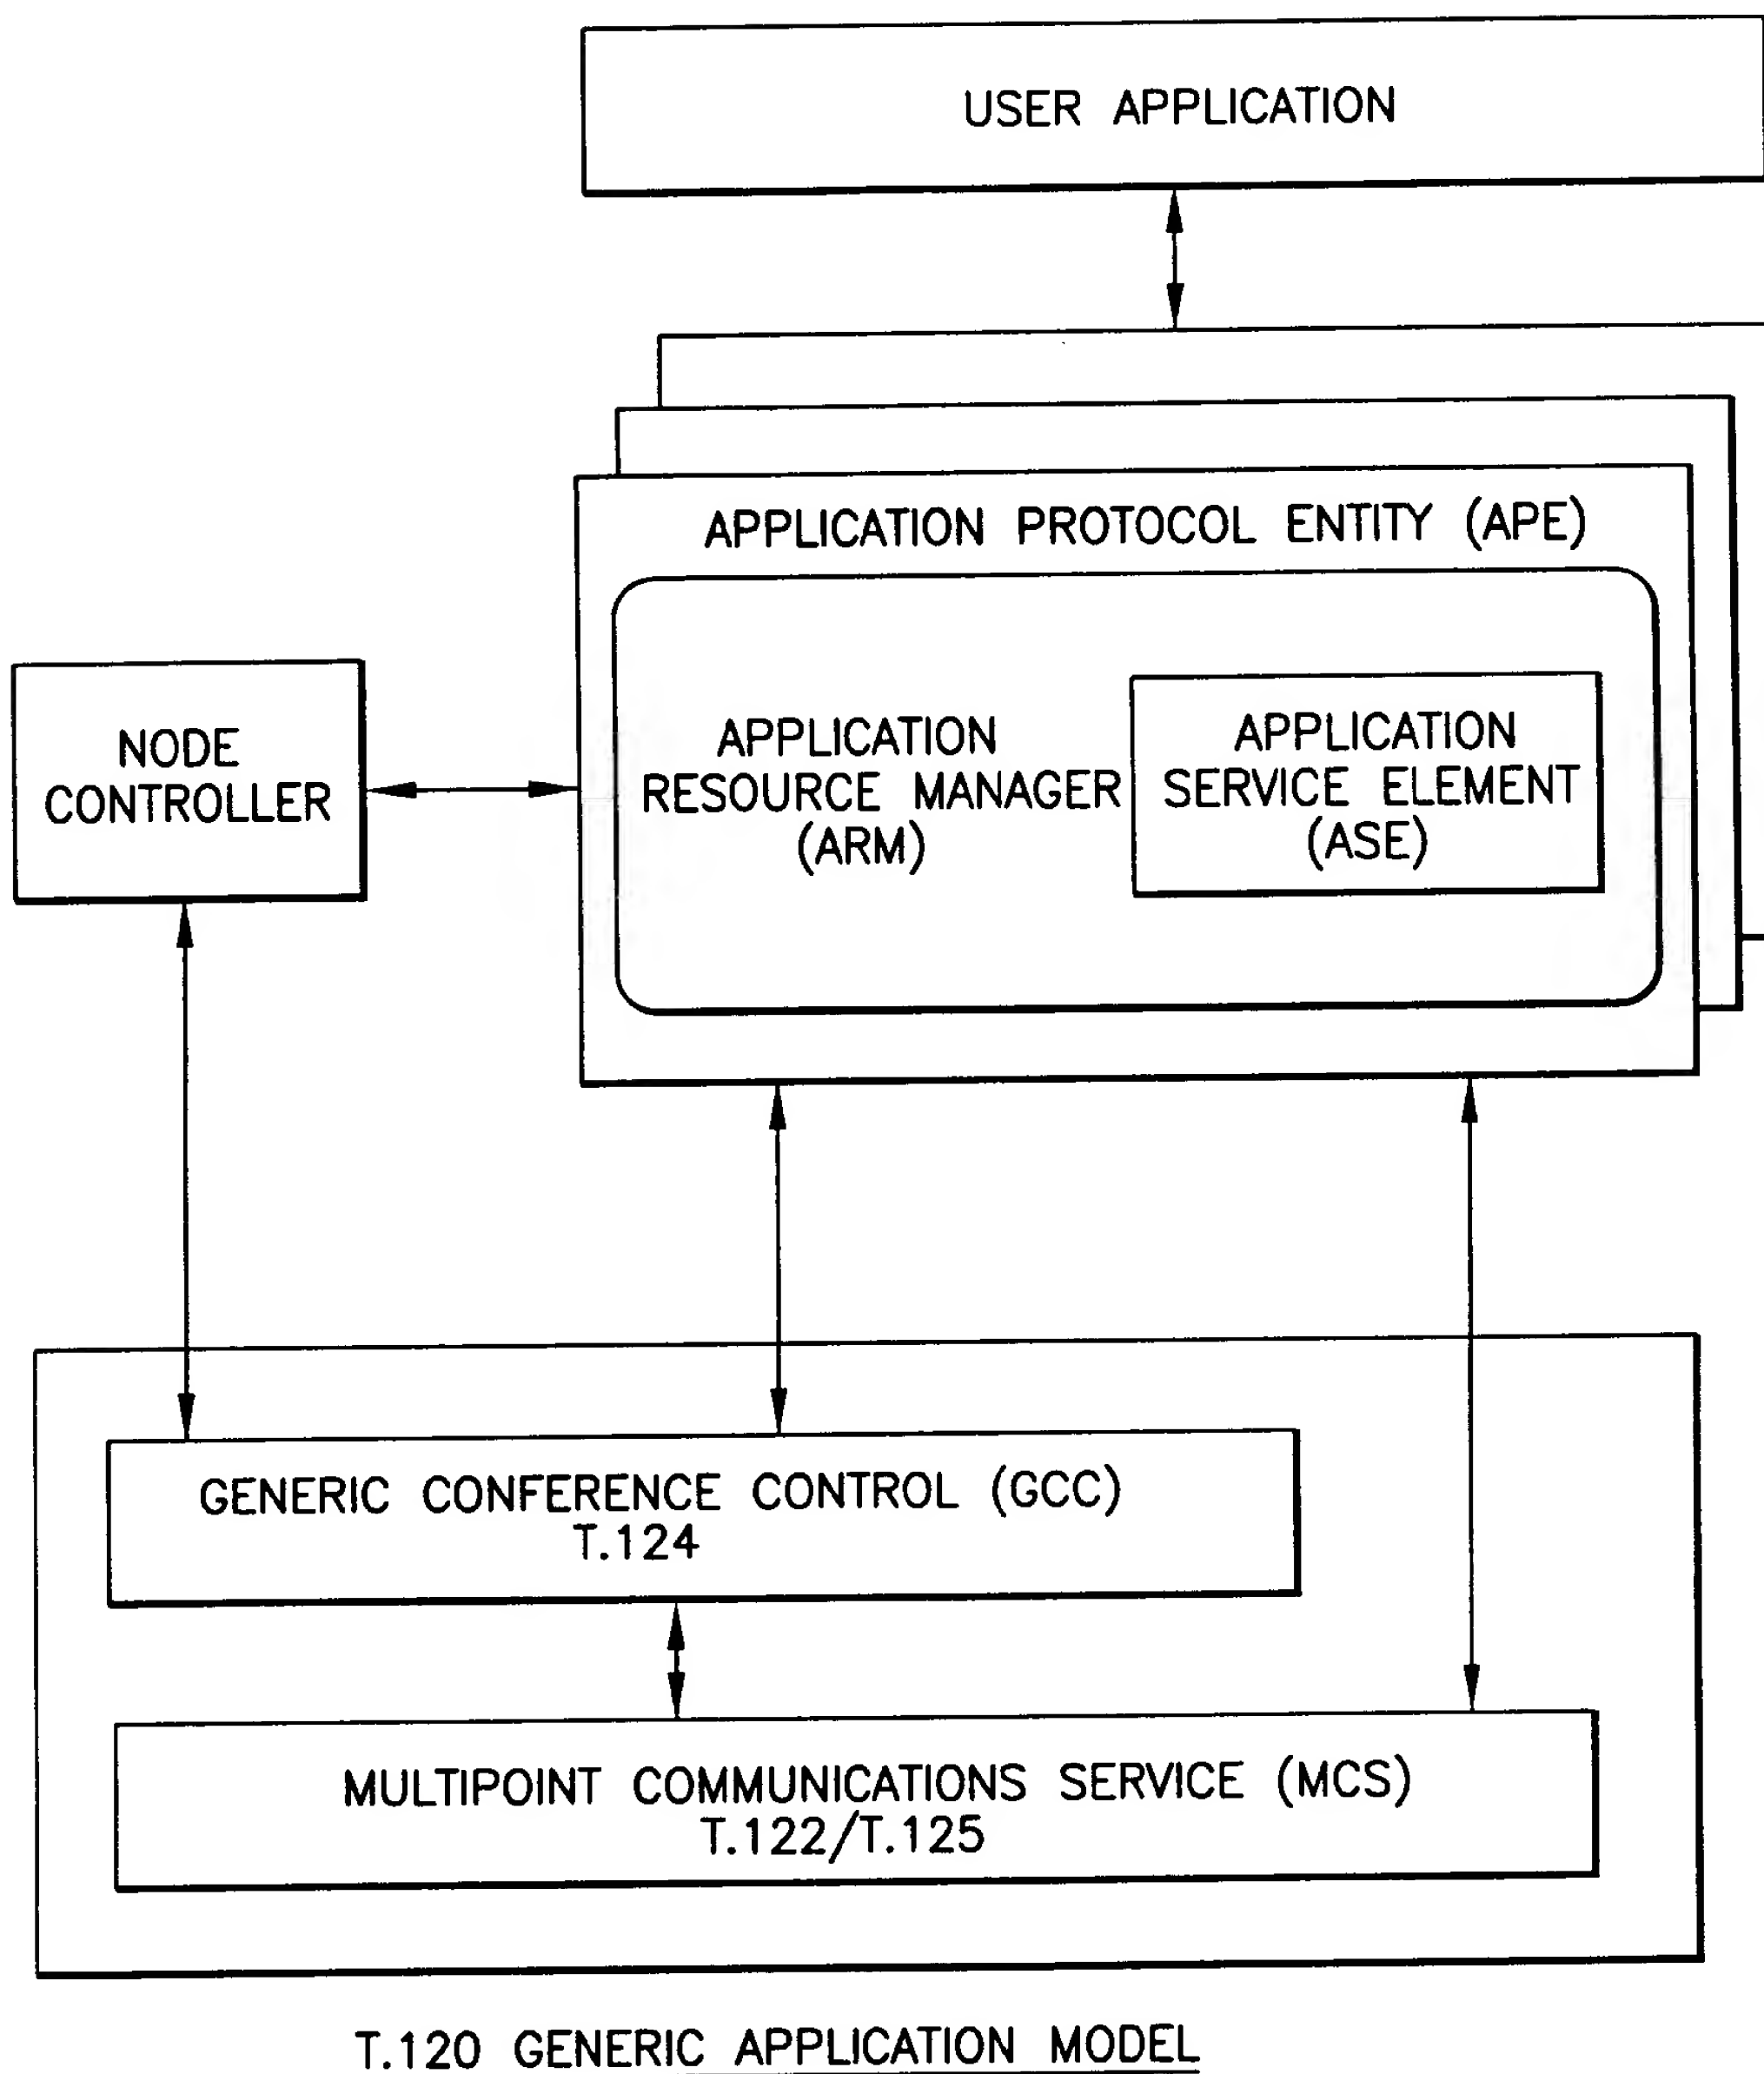 USER APPLICATION
APPLICATION PROTOCOL ENTITY (APE)
NODE
CONTROLLER
APPLICATION
RESOURCE MANAGER
(ARM)
APPLICATION
SERVICE ELEMENT
(ASE)
GENERIC CONFERENCE CONTROL (GCC)
T.124
MULTIPOINT COMMUNICATIONS SERVICE (MCS)
T.122/T.125
T.120 GENERIC APPLICATION MODEL